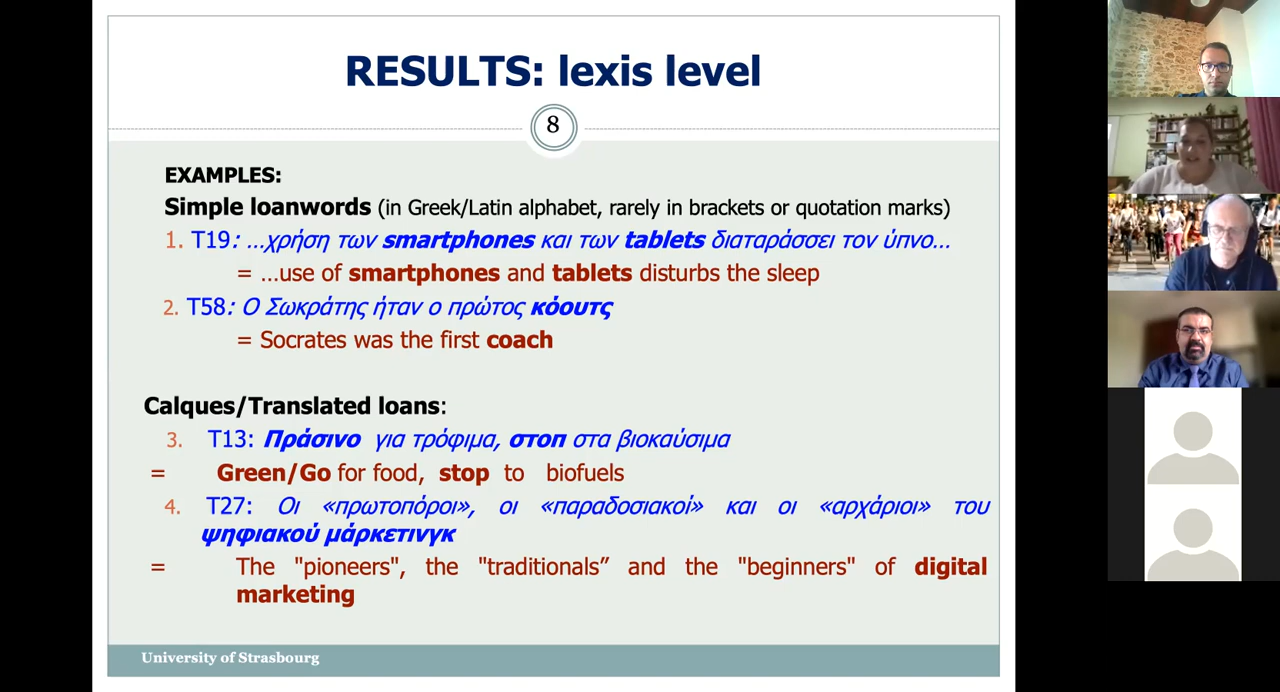 RESULTS: lexis level
8
EXAMPLES:
Simple loanwords (in Greek/Latin alphabet, rarely in brackets or quotation marks)
1. T19: …χρήση των smartphones και των tablets διαταράσσει τον ύπνο…
= …use of smartphones and tablets disturbs the sleep
2. T58: Ο Σωκράτης ήταν ο πρώτος κόουτς
= Socrates was the first coach
Calques/Translated loans:
3. T13: Πράσινο για τρόφιμα, στοπ στα βιοκαύσιμα
= Green/Go for food, stop to biofuels
4. T27: Οι «πρωτοπόροι», οι «παραδοσιακοί» και οι «αρχάριοι» του
ψηφιακού μάρκετινγκ
= The "pioneers", the "traditionals” and the "beginners" of digital
marketing
University of Strasbourg